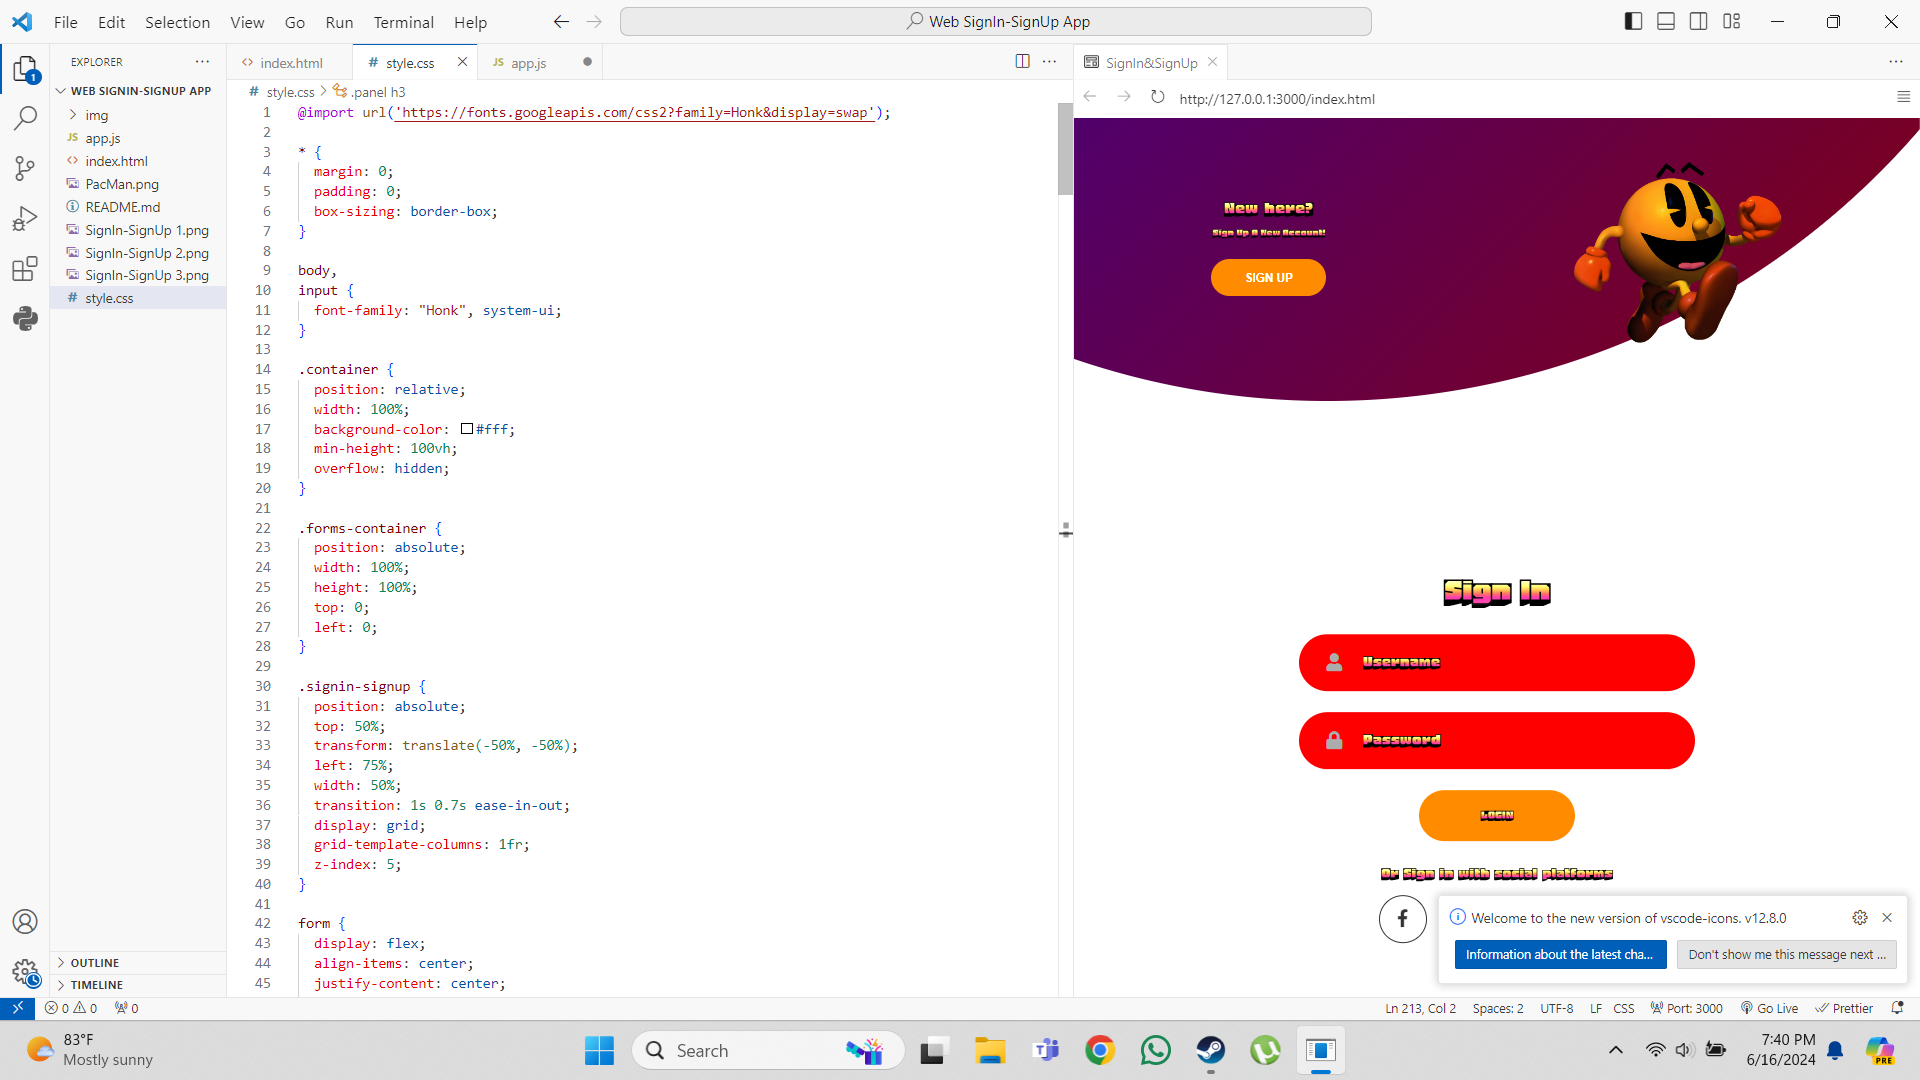 File Edit Selection View Go Run Terminal Help
Web SignIn-SignUp App
EXPLORER
1
WEB SIGNIN-SIGNUP APP
img
JS app.js
<> index.html
PacMan.png
README.md
SignIn-SignUp 1.png
SignIn-SignUp 2.png
SignIn-SignUp 3.png
# style.css
OUTLINE
TIMELINE
<> index.html
# style.css
JS app.js
# style.css > .panel h3
1 @import url('https://fonts.googleapis.com/css2?family=Honk&display=swap');
2
3 * {
4 margin: 0;
5 padding: 0;
6 box-sizing: border-box;
7 }
8
9 body,
10 input {
11 font-family: "Honk", system-ui;
12 }
13
14 .container {
15 position: relative;
16 width: 100%;
17 background-color: #fff;
18 min-height: 100vh;
19 overflow: hidden;
20 }
21
22 .forms-container {
23 position: absolute;
24 width: 100%;
25 height: 100%;
26 top: 0;
27 left: 0;
28 }
29
30 .signin-signup {
31 position: absolute;
32 top: 50%;
33 transform: translate(-50%, -50%);
34 left: 75%;
35 width: 50%;
36 transition: 1s 0.7s ease-in-out;
37 display: grid;
38 grid-template-columns: 1fr;
39 z-index: 5;
40 }
41
42 form {
43 display: flex;
44 align-items: center;
45 justify-content: center;
SignIn&SignUp
http://127.0.0.1:3000/index.html
New here?
Sign Up A New Account!
SIGN UP
Sign In
Username
Password
LOGIN
Or Sign in with social platforms
Welcome to the new version of vscode-icons. v12.8.0
Information about the latest cha...
Don't show me this message next ...
0 0 0
Ln 213, Col 2 Spaces: 2 UTF-8 LF CSS Port: 3000 Go Live Prettier
83°F
Mostly sunny
Search
7:40 PM
6/16/2024
PRE